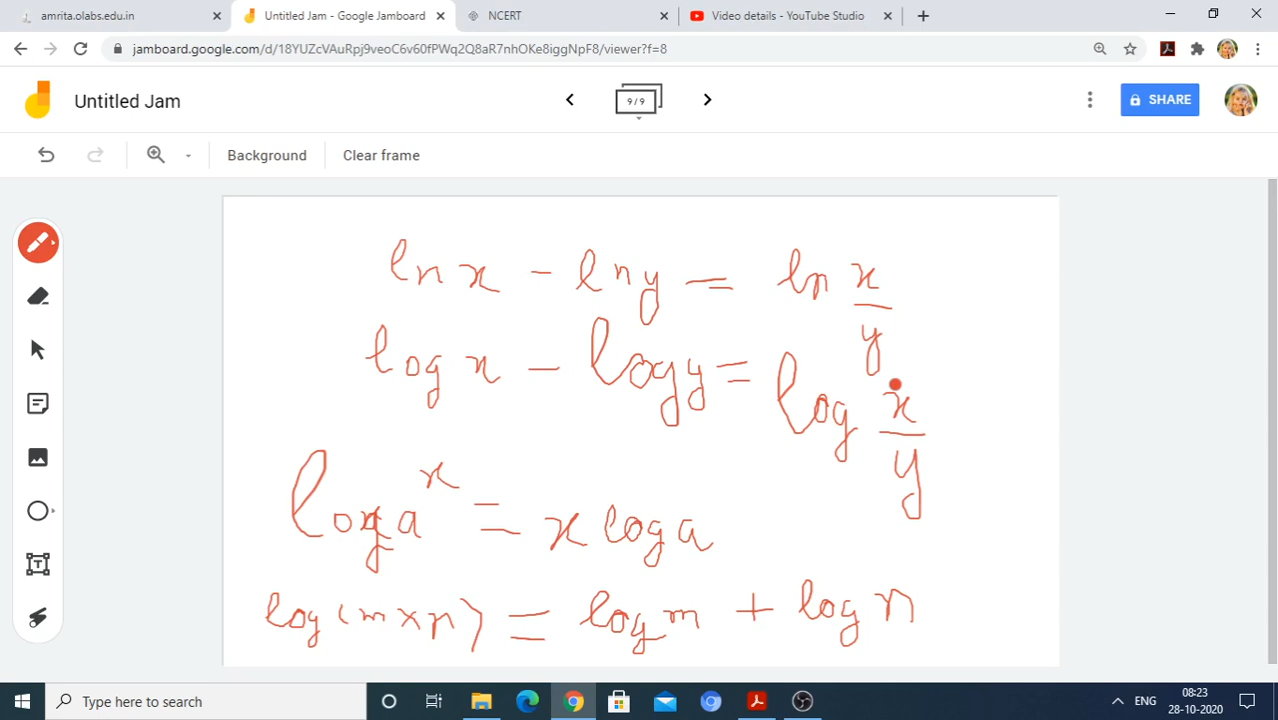 amrita.olabs.edu.in
Untitled Jam - Google Jamboard
NCERT
Video details - YouTube Studio
jamboard.google.com/d/18YUZcVAuRpj9veoC6v60fPWq2Q8aR7nhOKe8iggNpF8/viewer?f=8
Untitled Jam
9/9
SHARE
Background
Clear frame
ln x - ln y = ln x/y
log x - log y = log x/y
log a^x = x log a
log (m x n) = log m + log n
Type here to search
ENG
08:23
28-10-2020